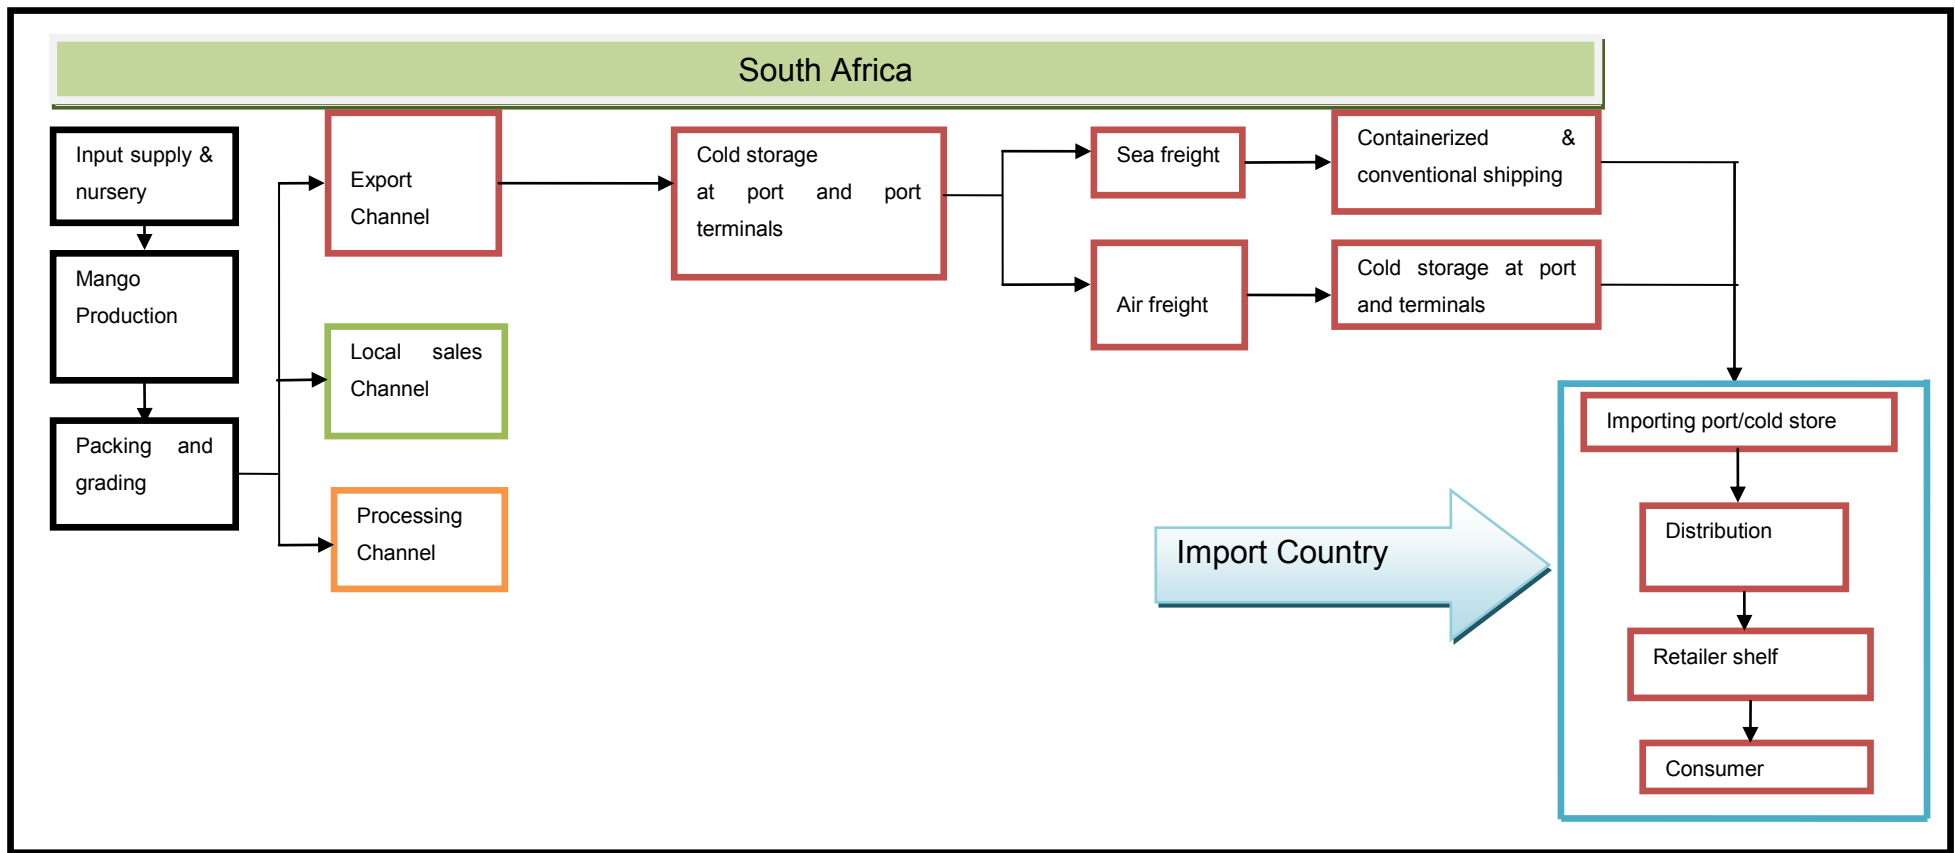 South Africa
Input supply &
nursery
Mango
Production
Packing and
grading
Export
Channel
Local sales
Channel
Processing
Channel
Cold storage
at port and port
terminals
Sea freight
Air freight
Containerized &
conventional shipping
Cold storage at port
and terminals
Import Country
Importing port/cold store
Distribution
Retailer shelf
Consumer